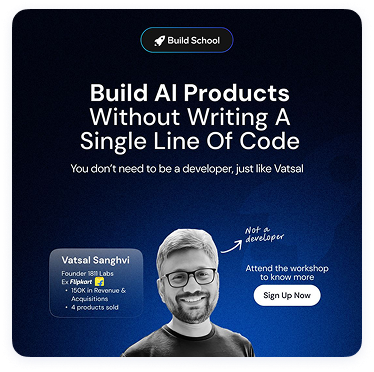 Build School
Build AI Products
Without Writing A
Single Line Of Code
You don't need to be a developer, just like Vatsal
Not a
developer
Vatsal Sanghvi
Founder 1811 Labs
Ex Flipkart
• 150K in Revenue &
Acquisitions
• 4 products sold
Attend the workshop
to know more
Sign Up Now